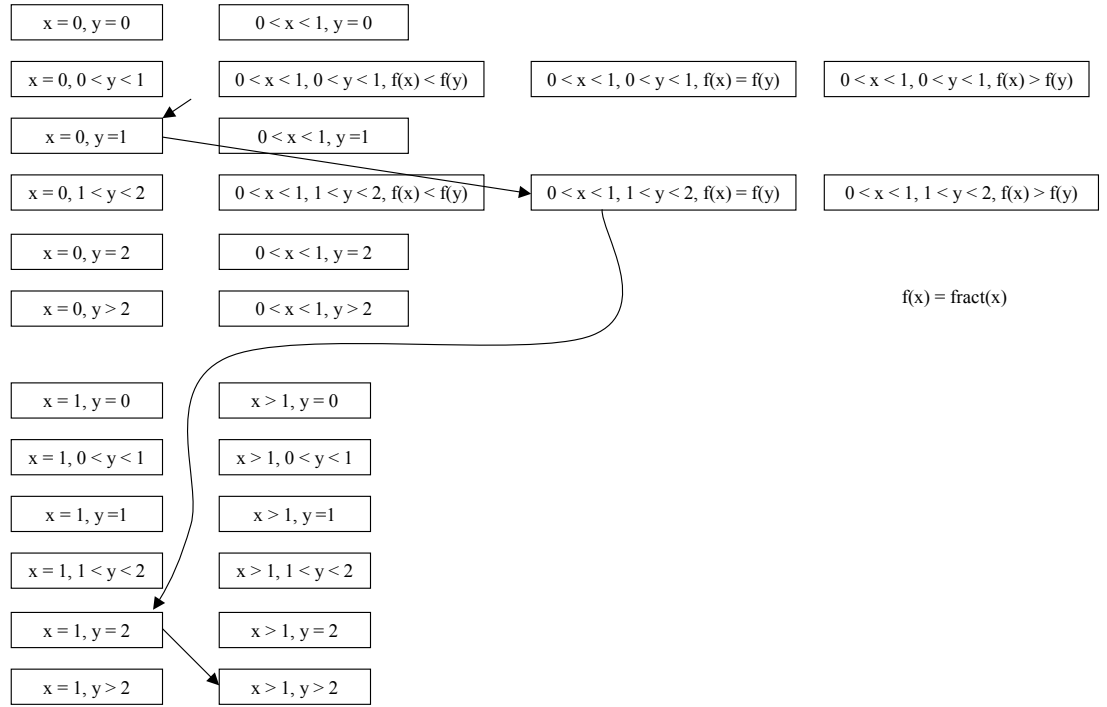 x = 0, y = 0
0 < x < 1, y = 0
x = 0, 0 < y < 1
0 < x < 1, 0 < y < 1, f(x) < f(y)
0 < x < 1, 0 < y < 1, f(x) = f(y)
0 < x < 1, 0 < y < 1, f(x) > f(y)
x = 0, y =1
0 < x < 1, y =1
x = 0, 1 < y < 2
0 < x < 1, 1 < y < 2, f(x) < f(y)
0 < x < 1, 1 < y < 2, f(x) = f(y)
0 < x < 1, 1 < y < 2, f(x) > f(y)
x = 0, y = 2
0 < x < 1, y = 2
x = 0, y > 2
0 < x < 1, y > 2
f(x) = fract(x)
x = 1, y = 0
x > 1, y = 0
x = 1, 0 < y < 1
x > 1, 0 < y < 1
x = 1, y =1
x > 1, y =1
x = 1, 1 < y < 2
x > 1, 1 < y < 2
x = 1, y = 2
x > 1, y = 2
x = 1, y > 2
x > 1, y > 2